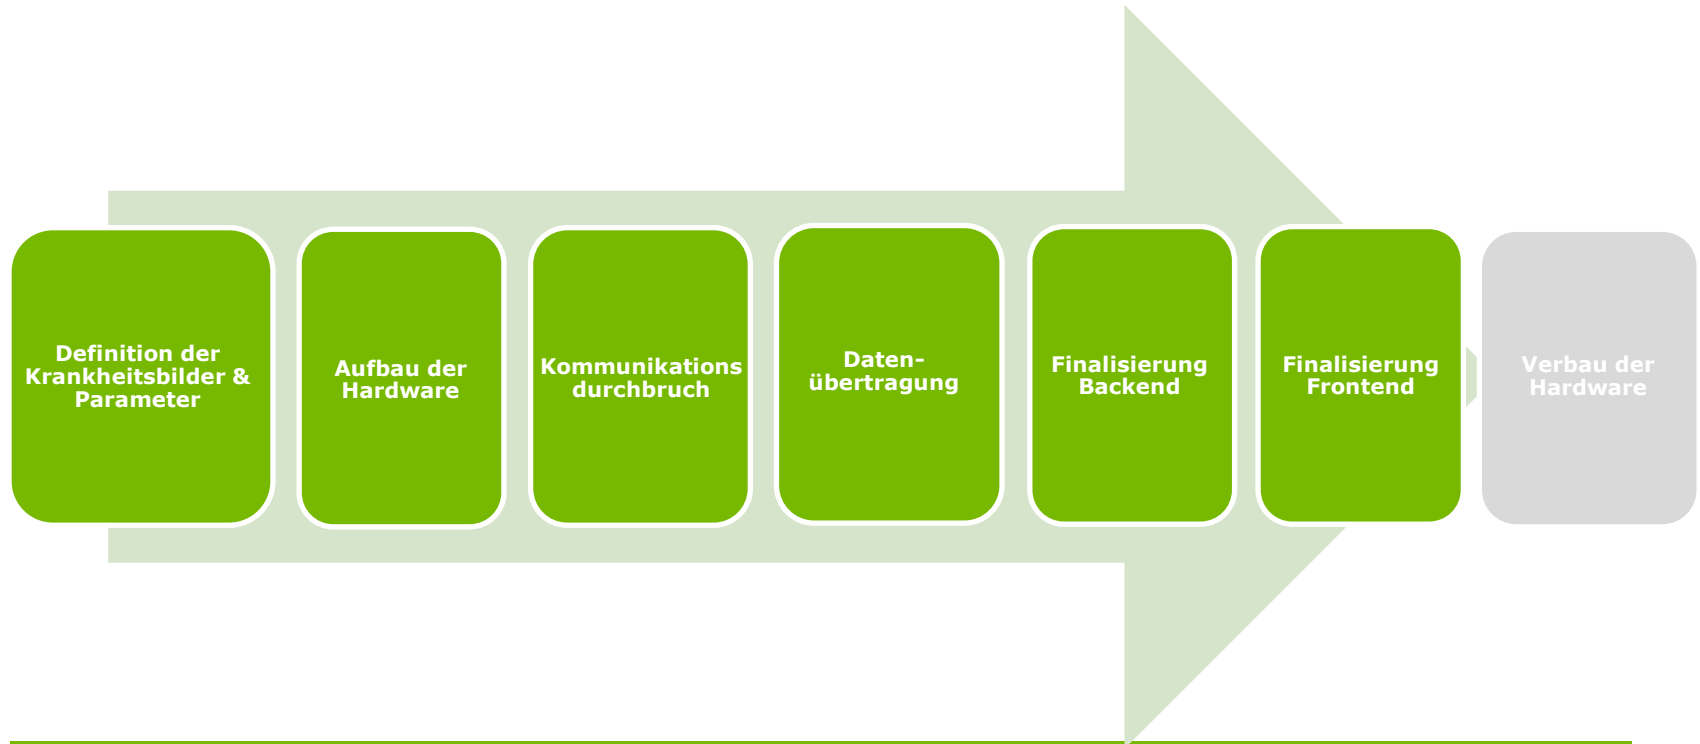 Definition der
Krankheitsbilder &
Parameter
Aufbau der
Hardware
Kommunikations
durchbruch
Daten-
übertragung
Finalisierung
Backend
Finalisierung
Frontend
Verbau der
Hardware